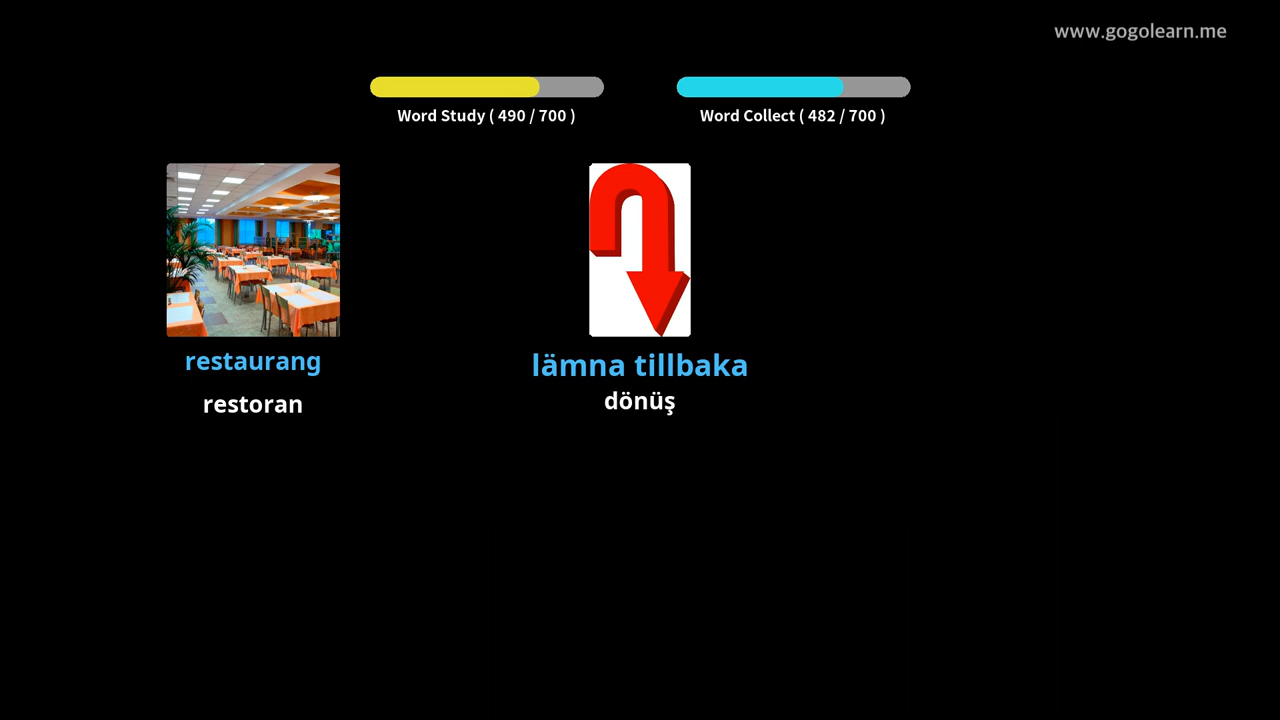 www.gogolearn.me
Word Study ( 490 / 700 )
Word Collect ( 482 / 700 )
restaurang
restoran
lämna tillbaka
dönüş